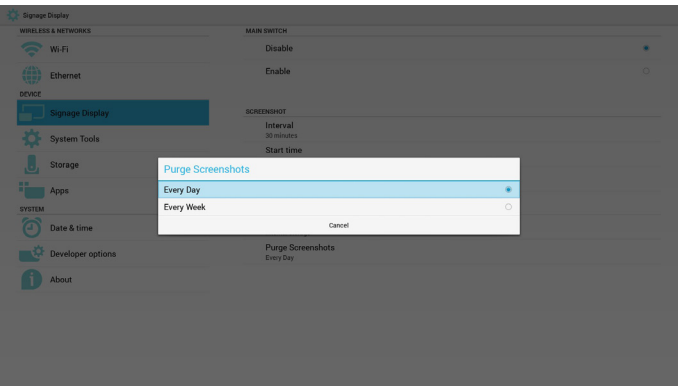 Signage Display
WIRELESS & NETWORKS
Wi-Fi
Ethernet
DEVICE
Signage Display
System Tools
Storage
Apps
SYSTEM
Date & time
Developer options
About
MAIN SWITCH
Disable
Enable
SCREENSHOT
Interval
30 minutes
Start time
Purge Screenshots
Every Day
Every Week
Cancel
Purge Screenshots
Every Day